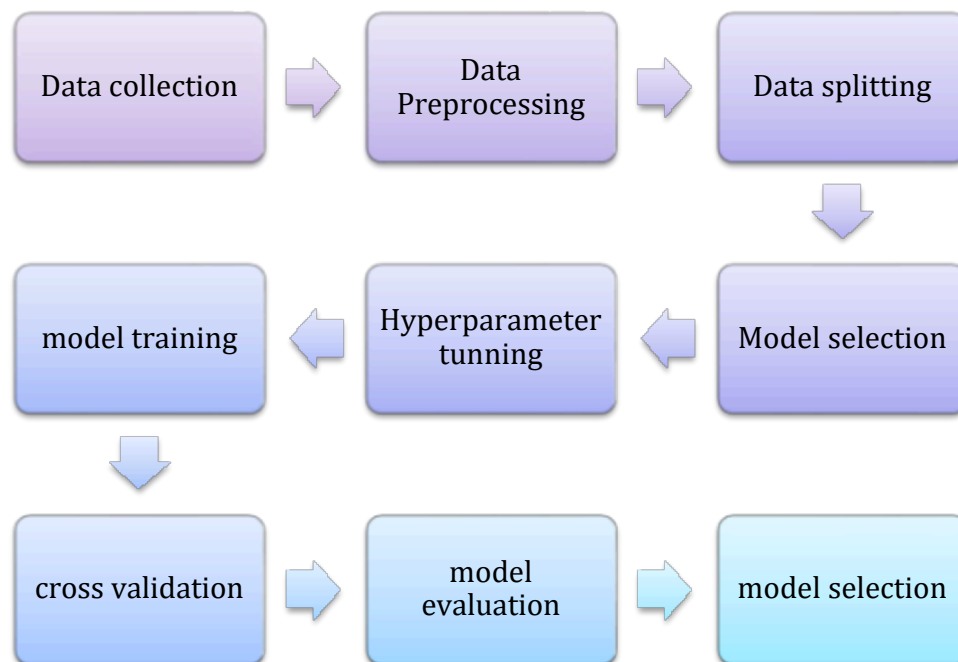 Data collection
Data
Preprocessing
Data splitting
Model selection
Hyperparameter
tunning
model training
cross validation
model
evaluation
model selection